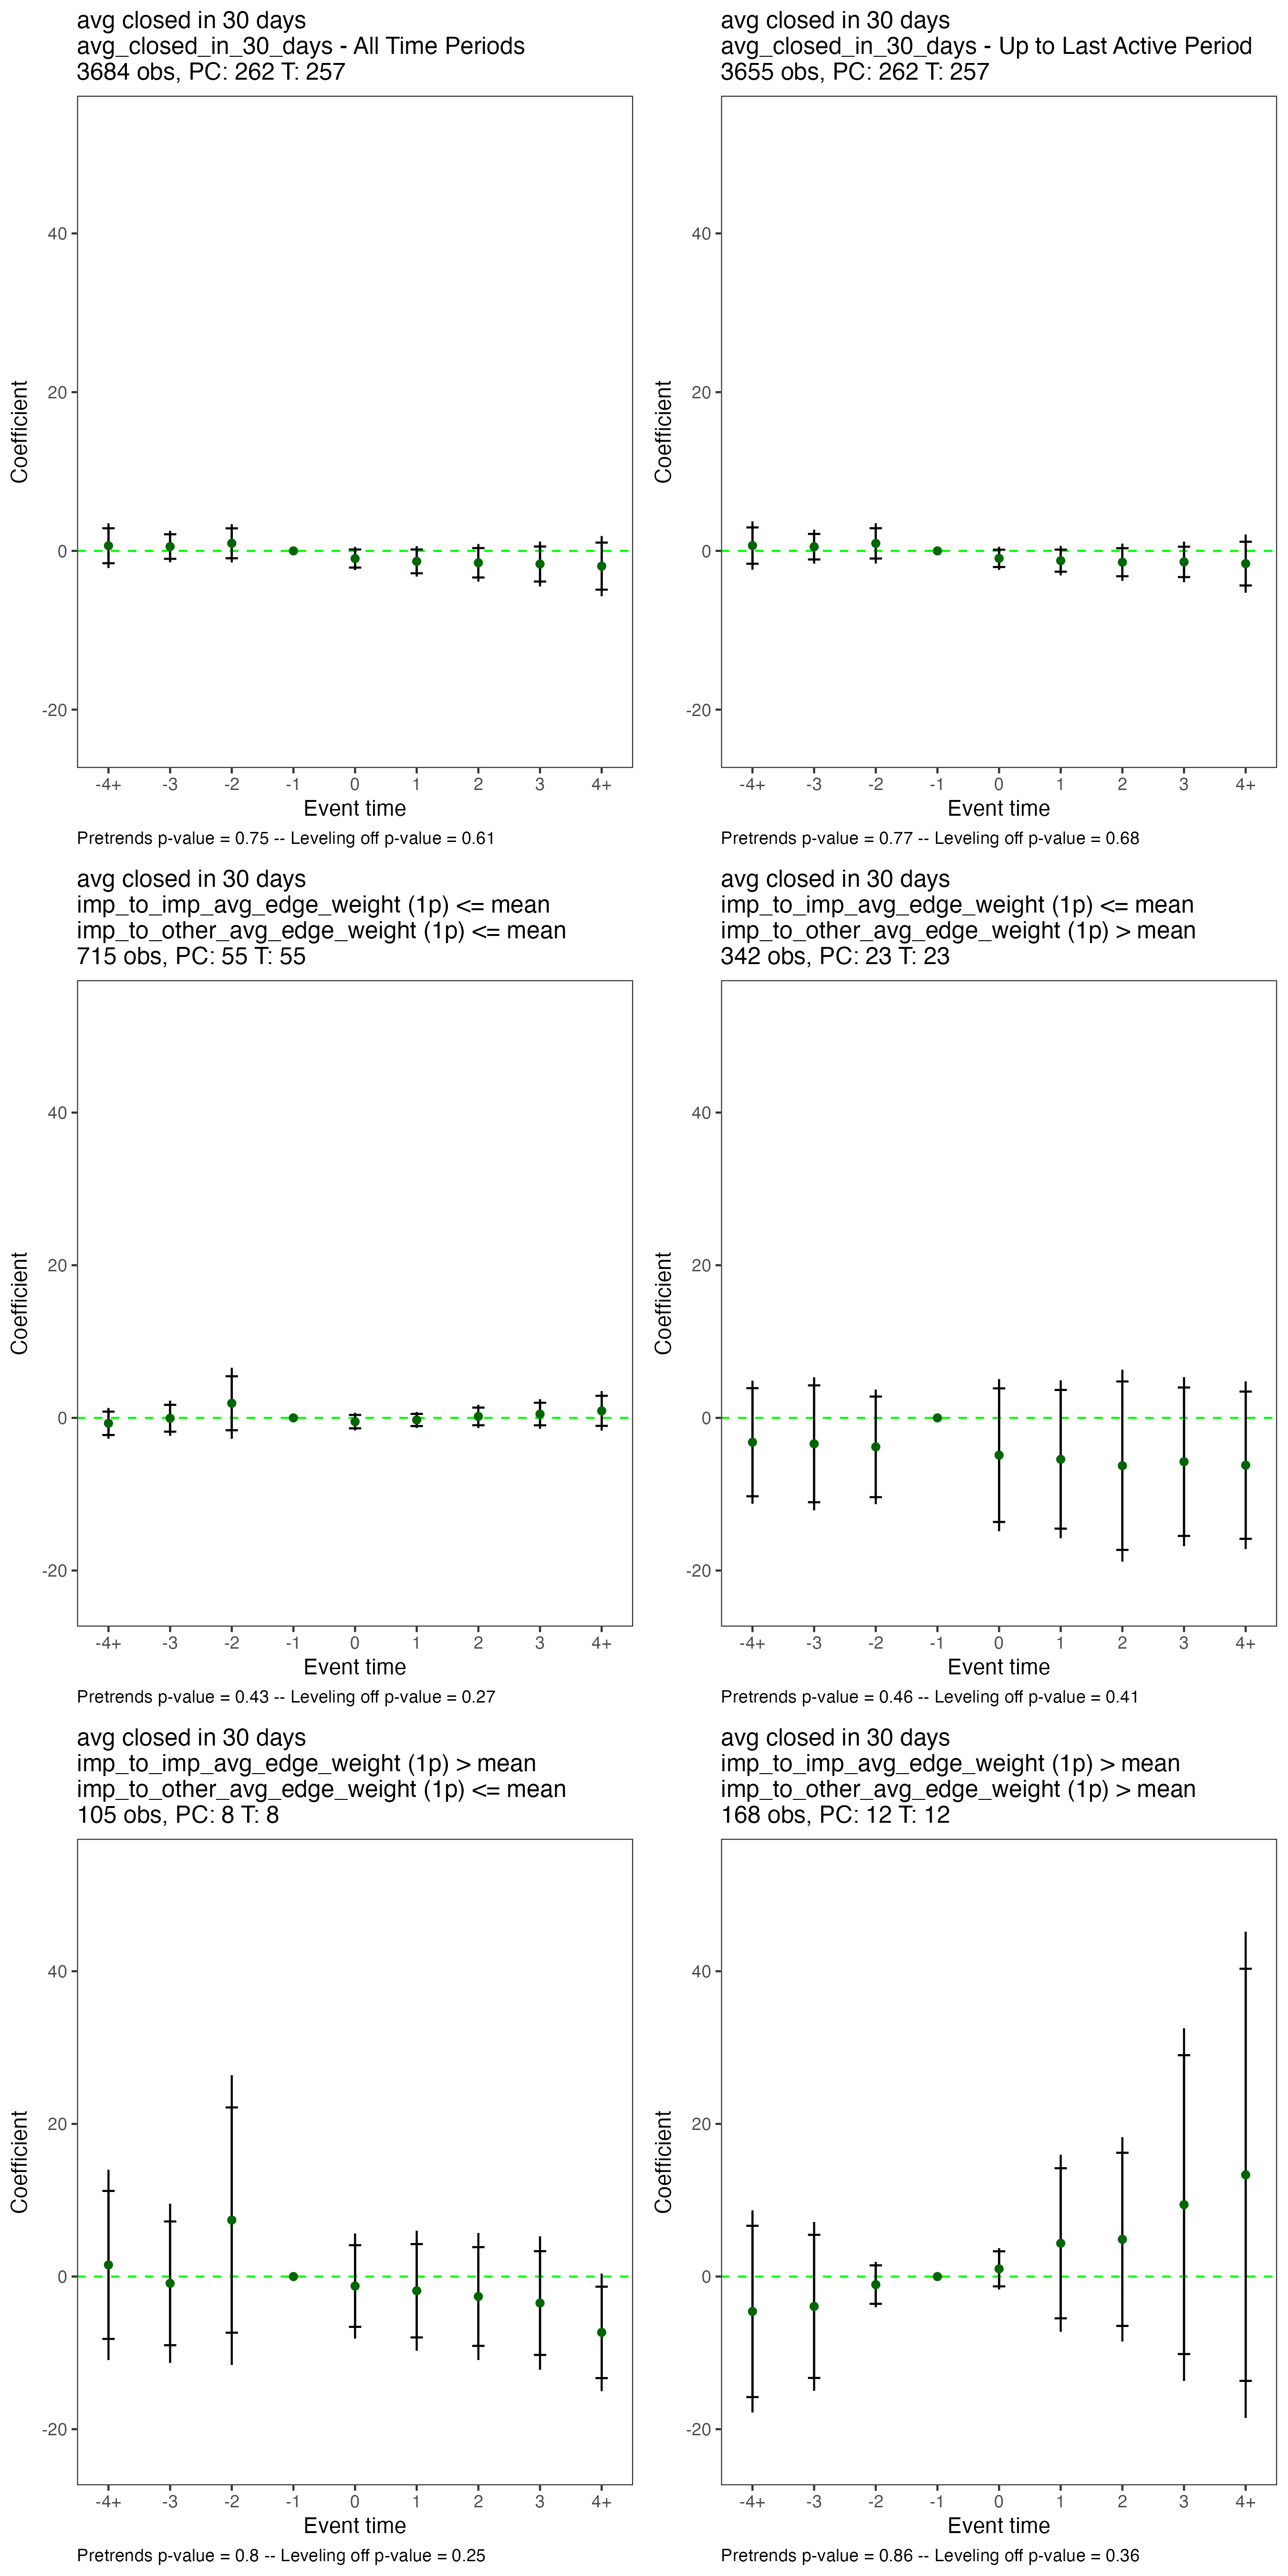 avg closed in 30 days
avg_closed_in_30_days - All Time Periods
3684 obs, PC: 262 T: 257
40
20
0
-20
Coefficient
-4+ -3 -2 -1 0 1 2 3 4+
Event time
Pretrends p-value = 0.75 -- Leveling off p-value = 0.61
avg closed in 30 days
avg_closed_in_30_days - Up to Last Active Period
3655 obs, PC: 262 T: 257
40
20
0
-20
Coefficient
-4+ -3 -2 -1 0 1 2 3 4+
Event time
Pretrends p-value = 0.77 -- Leveling off p-value = 0.68
avg closed in 30 days
imp_to_imp_avg_edge_weight (1p) <= mean
imp_to_other_avg_edge_weight (1p) <= mean
715 obs, PC: 55 T: 55
40
20
0
-20
Coefficient
-4+ -3 -2 -1 0 1 2 3 4+
Event time
Pretrends p-value = 0.43 -- Leveling off p-value = 0.27
avg closed in 30 days
imp_to_imp_avg_edge_weight (1p) <= mean
imp_to_other_avg_edge_weight (1p) > mean
342 obs, PC: 23 T: 23
40
20
0
-20
Coefficient
-4+ -3 -2 -1 0 1 2 3 4+
Event time
Pretrends p-value = 0.46 -- Leveling off p-value = 0.41
avg closed in 30 days
imp_to_imp_avg_edge_weight (1p) > mean
imp_to_other_avg_edge_weight (1p) <= mean
105 obs, PC: 8 T: 8
40
20
0
-20
Coefficient
-4+ -3 -2 -1 0 1 2 3 4+
Event time
Pretrends p-value = 0.8 -- Leveling off p-value = 0.25
avg closed in 30 days
imp_to_imp_avg_edge_weight (1p) > mean
imp_to_other_avg_edge_weight (1p) > mean
168 obs, PC: 12 T: 12
40
20
0
-20
Coefficient
-4+ -3 -2 -1 0 1 2 3 4+
Event time
Pretrends p-value = 0.86 -- Leveling off p-value = 0.36